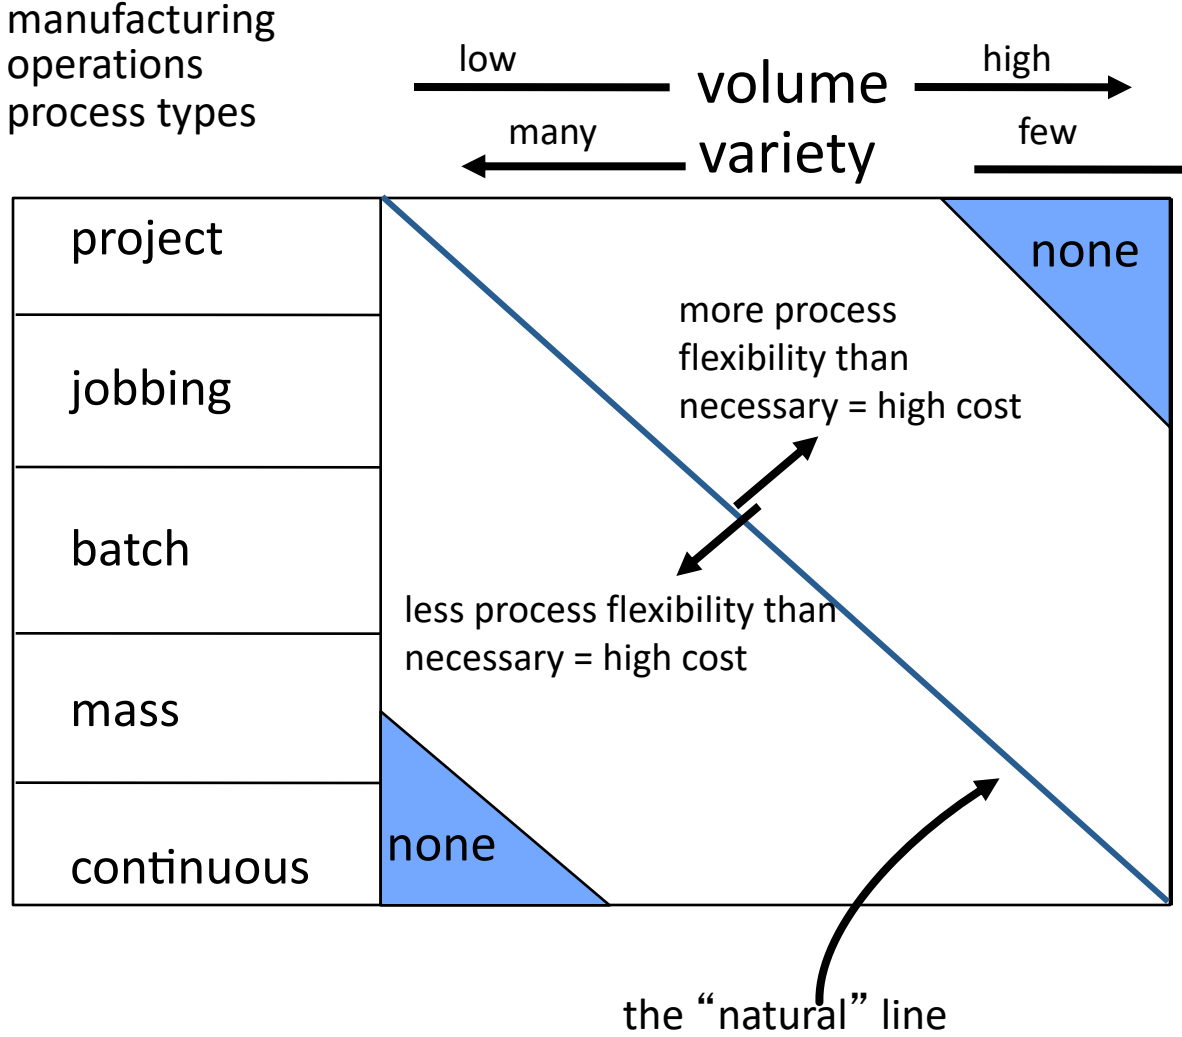 manufacturing
operations
process types
low
volume
high
many
variety
few
project
none
more process
flexibility than
necessary = high cost
jobbing
batch
less process flexibility than
necessary = high cost
mass
none
continuous
the “natural” line